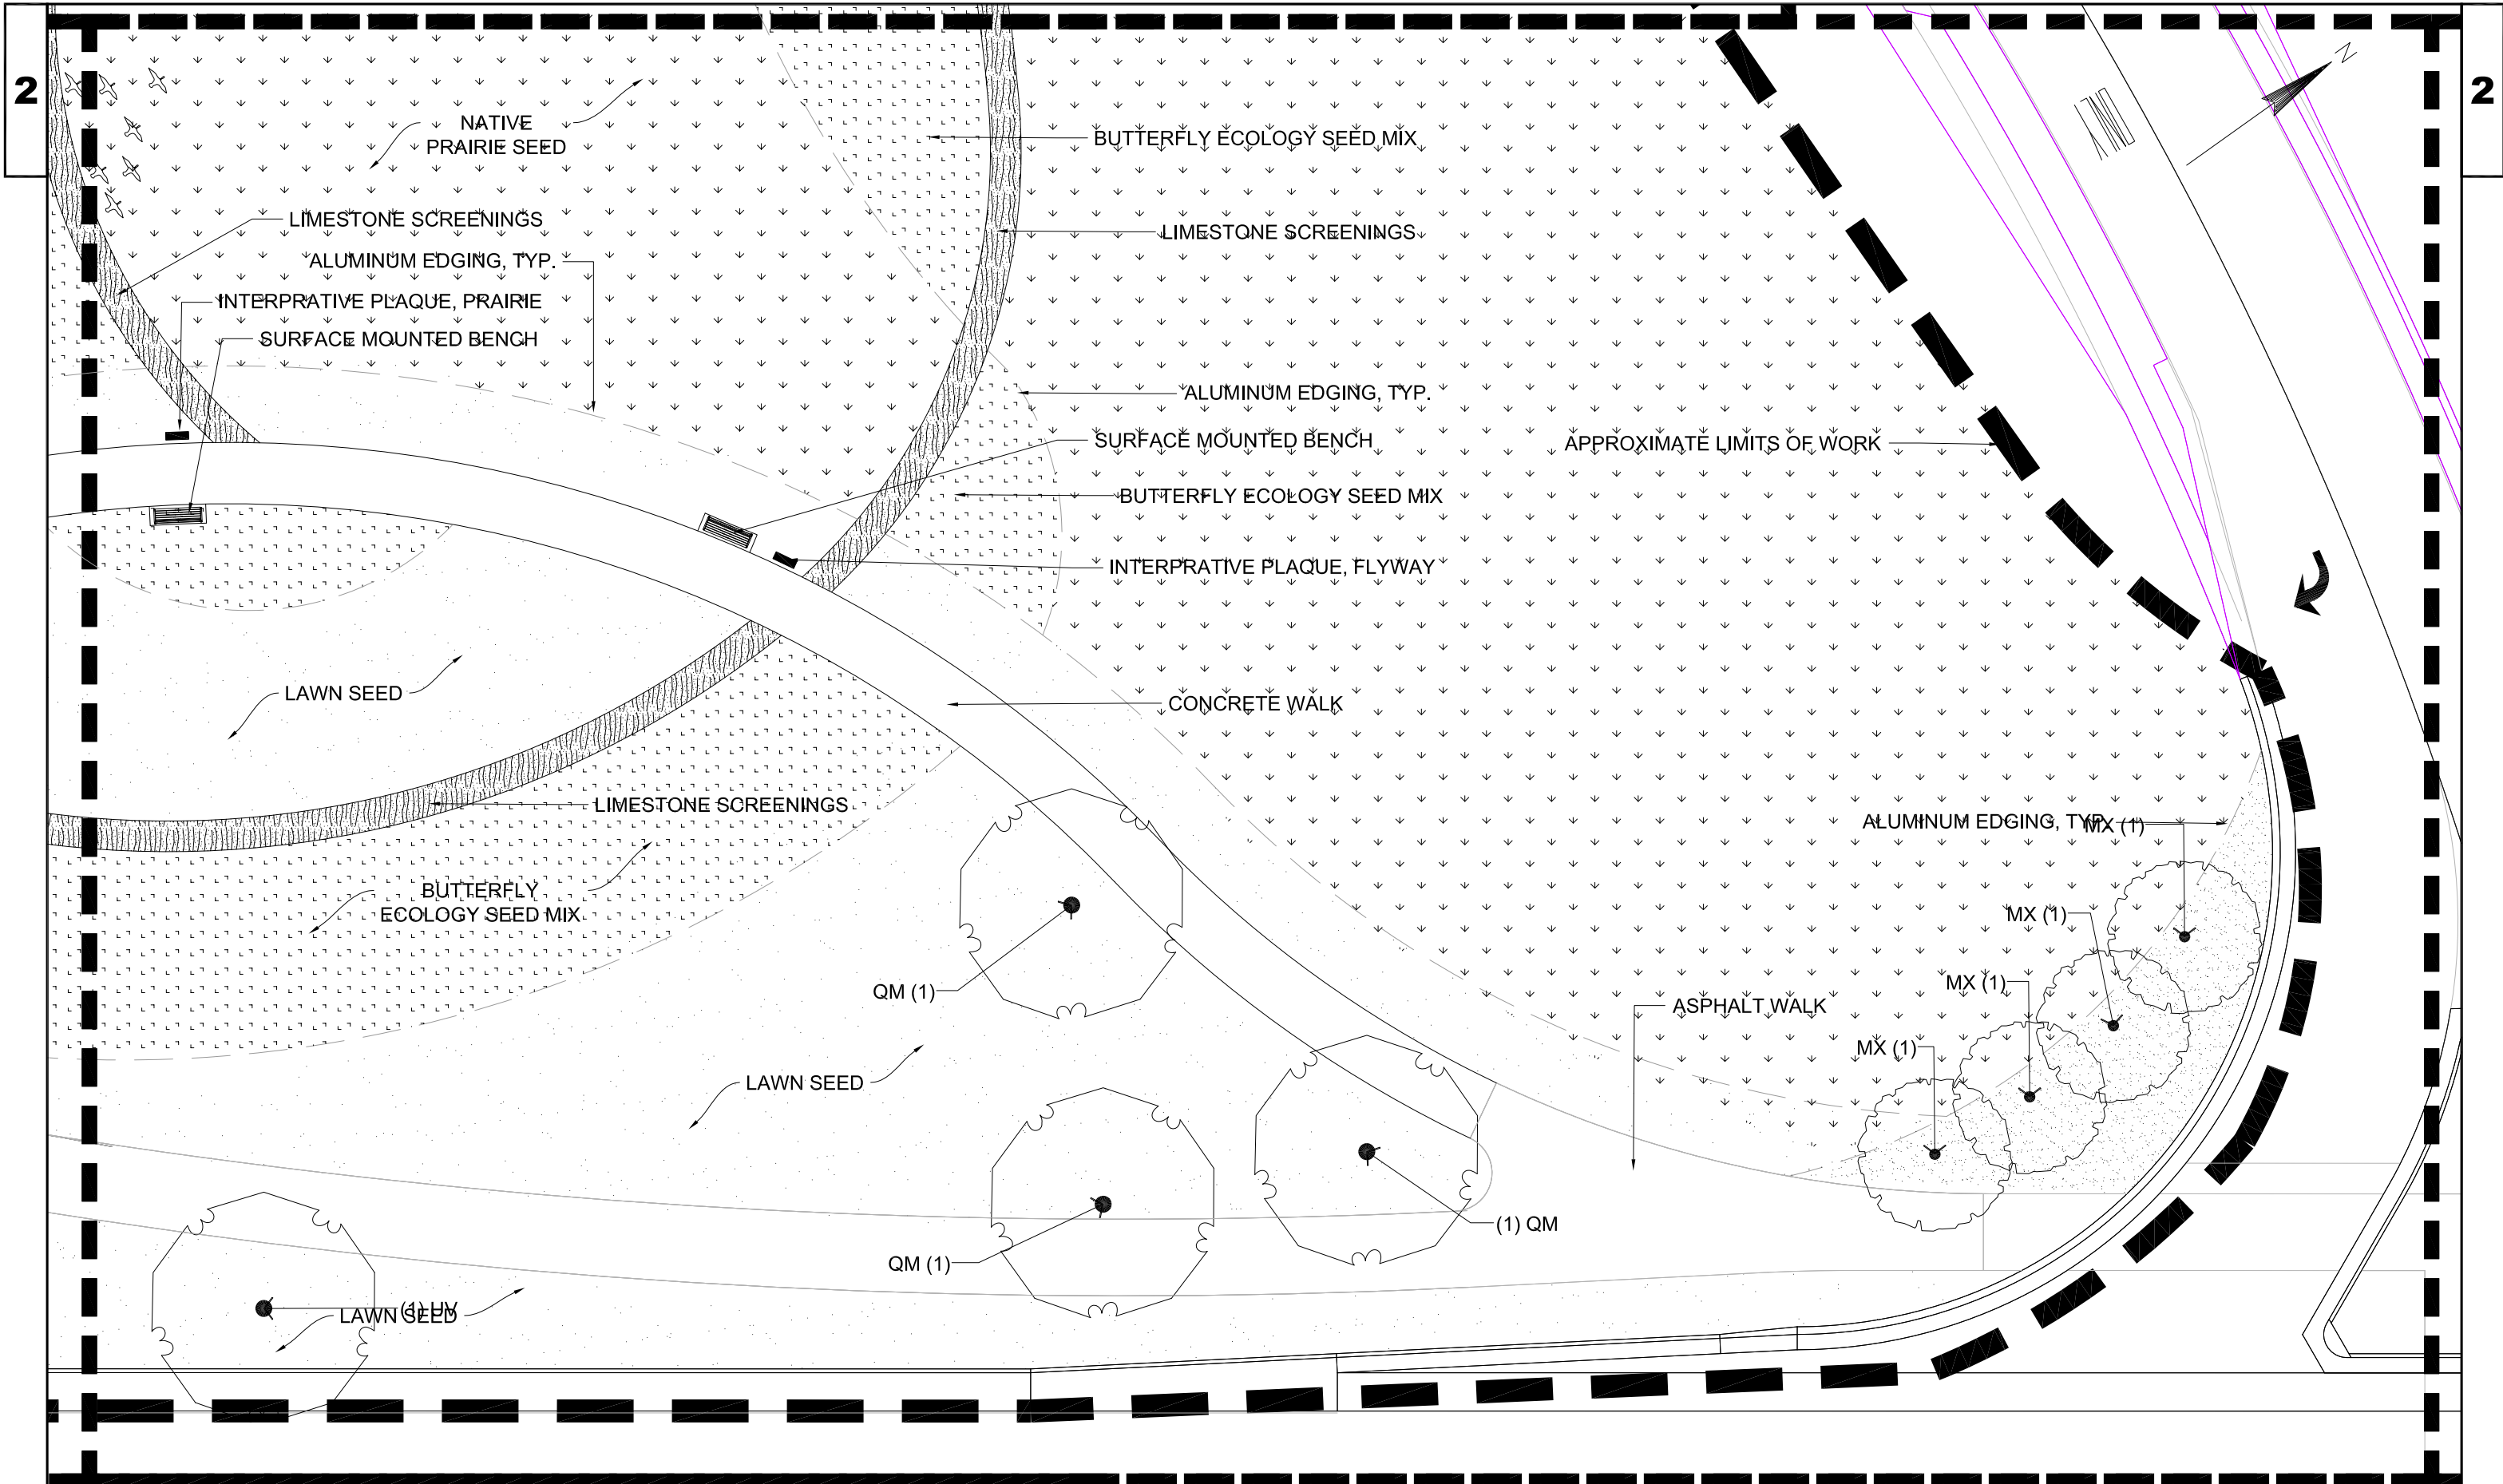 2
2
N
NATIVE
PRAIRIE SEED
BUTTERFLY ECOLOGY SEED MIX
LIMESTONE SCREENINGS
LIMESTONE SCREENINGS
ALUMINUM EDGING, TYP.
INTERPRATIVE PLAQUE, PRAIRIE
SURFACE MOUNTED BENCH
ALUMINUM EDGING, TYP.
SURFACE MOUNTED BENCH
APPROXIMATE LIMITS OF WORK
BUTTERFLY ECOLOGY SEED MIX
INTERPRATIVE PLAQUE, FLYWAY
LAWN SEED
CONCRETE WALK
LIMESTONE SCREENINGS
ALUMINUM EDGING, TYP.
MX (1)
BUTTERFLY
ECOLOGY SEED MIX
MX (1)
QM (1)
MX (1)
ASPHALT WALK
MX (1)
LAWN SEED
(1) QM
QM (1)
(1) UV
LAWN SEED